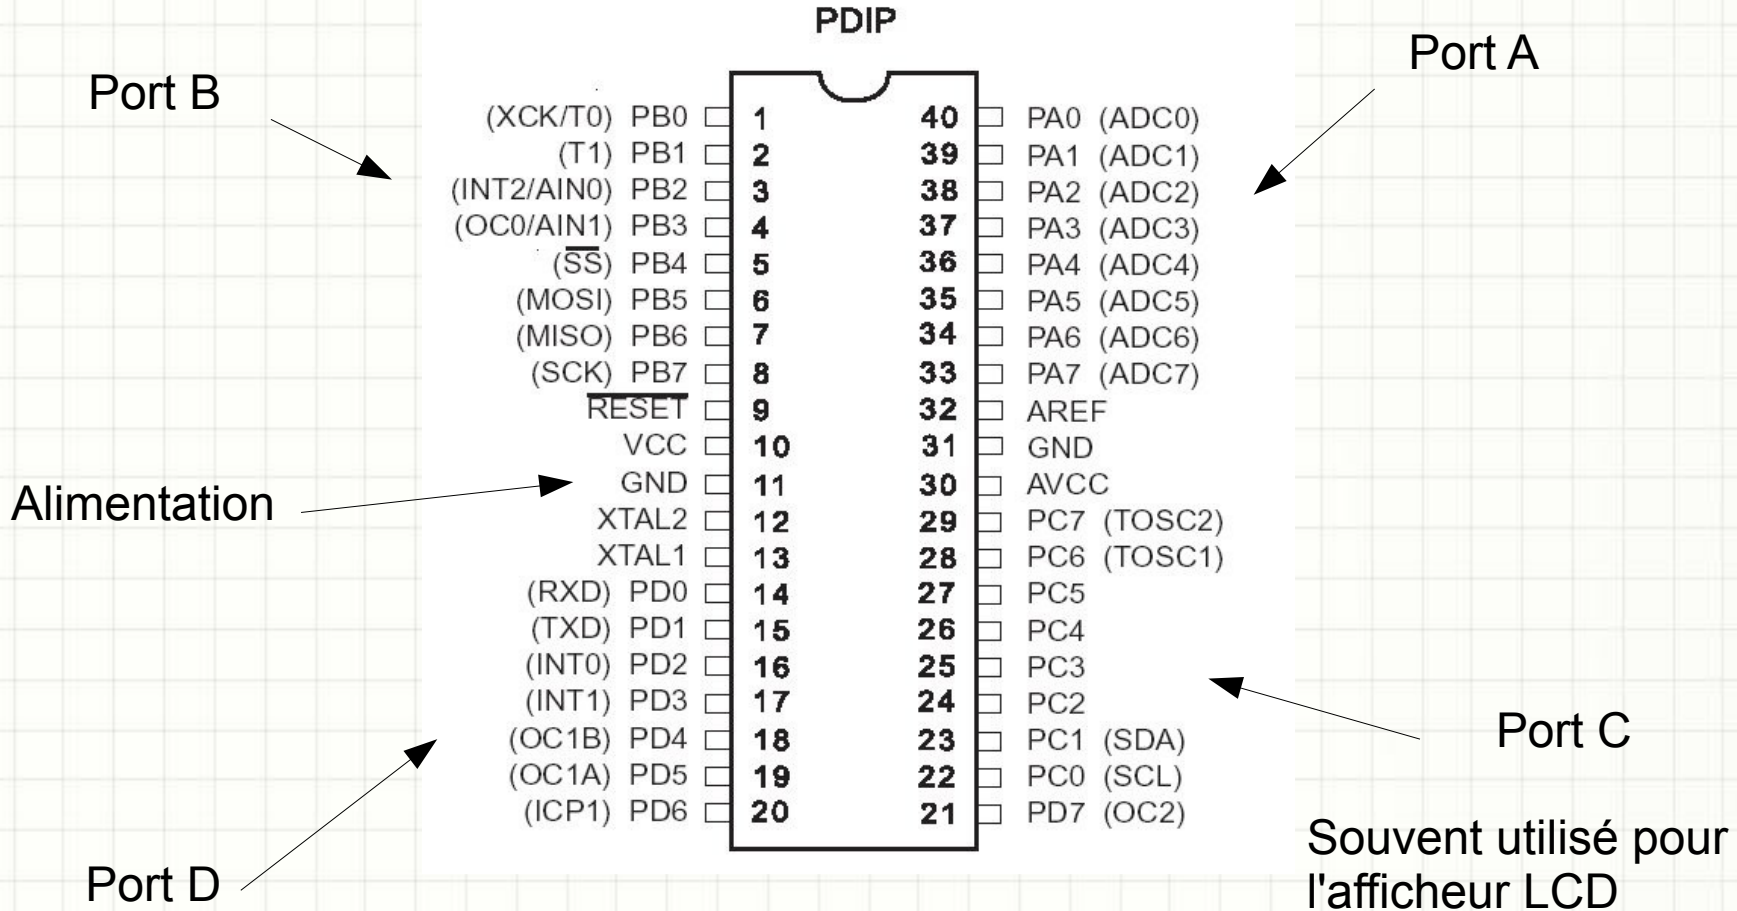 PDIP
Port A
Port B
(XCK/T0) PB0 1 40 PA0 (ADC0)
(T1) PB1 2 39 PA1 (ADC1)
(INT2/AIN0) PB2 3 38 PA2 (ADC2)
(OC0/AIN1) PB3 4 37 PA3 (ADC3)
(SS) PB4 5 36 PA4 (ADC4)
(MOSI) PB5 6 35 PA5 (ADC5)
(MISO) PB6 7 34 PA6 (ADC6)
(SCK) PB7 8 33 PA7 (ADC7)
RESET 9 32 AREF
VCC 10 31 GND
GND 11 30 AVCC
Alimentation
XTAL2 12 29 PC7 (TOSC2)
XTAL1 13 28 PC6 (TOSC1)
(RXD) PD0 14 27 PC5
(TXD) PD1 15 26 PC4
(INT0) PD2 16 25 PC3
(INT1) PD3 17 24 PC2
(OC1B) PD4 18 23 PC1 (SDA)
(OC1A) PD5 19 22 PC0 (SCL)
(ICP1) PD6 20 21 PD7 (OC2)
Port C
Souvent utilisé pour
l'afficheur LCD
Port D